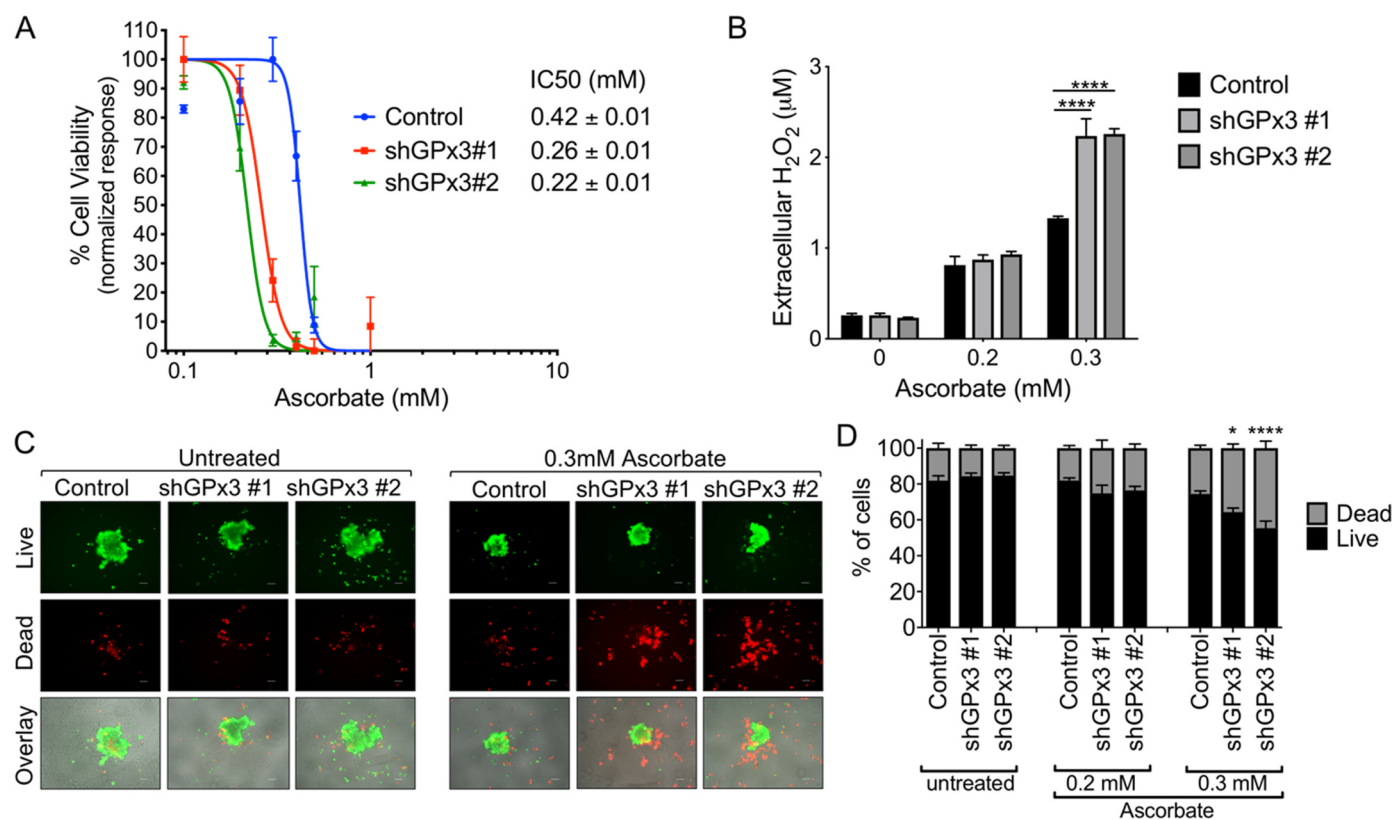 A
110
100
90
80
70
60
50
40
30
20
10
0
% Cell Viability
(normalized response)
0.1
1
10
Ascorbate (mM)
IC50 (mM)
Control 0.42 ± 0.01
shGPx3#1 0.26 ± 0.01
shGPx3#2 0.22 ± 0.01
B
3
2
1
0
Extracellular H₂O₂ (μM)
****
****
0
0.2
0.3
Ascorbate (mM)
Control
shGPx3 #1
shGPx3 #2
C
Untreated
0.3mM Ascorbate
Control shGPx3 #1 shGPx3 #2
Control shGPx3 #1 shGPx3 #2
Live
Dead
Overlay
D
* ****
100
80
60
40
20
0
% of cells
Dead
Live
Control
shGPx3 #1
shGPx3 #2
Control
shGPx3 #1
shGPx3 #2
Control
shGPx3 #1
shGPx3 #2
untreated
0.2 mM
0.3 mM
Ascorbate